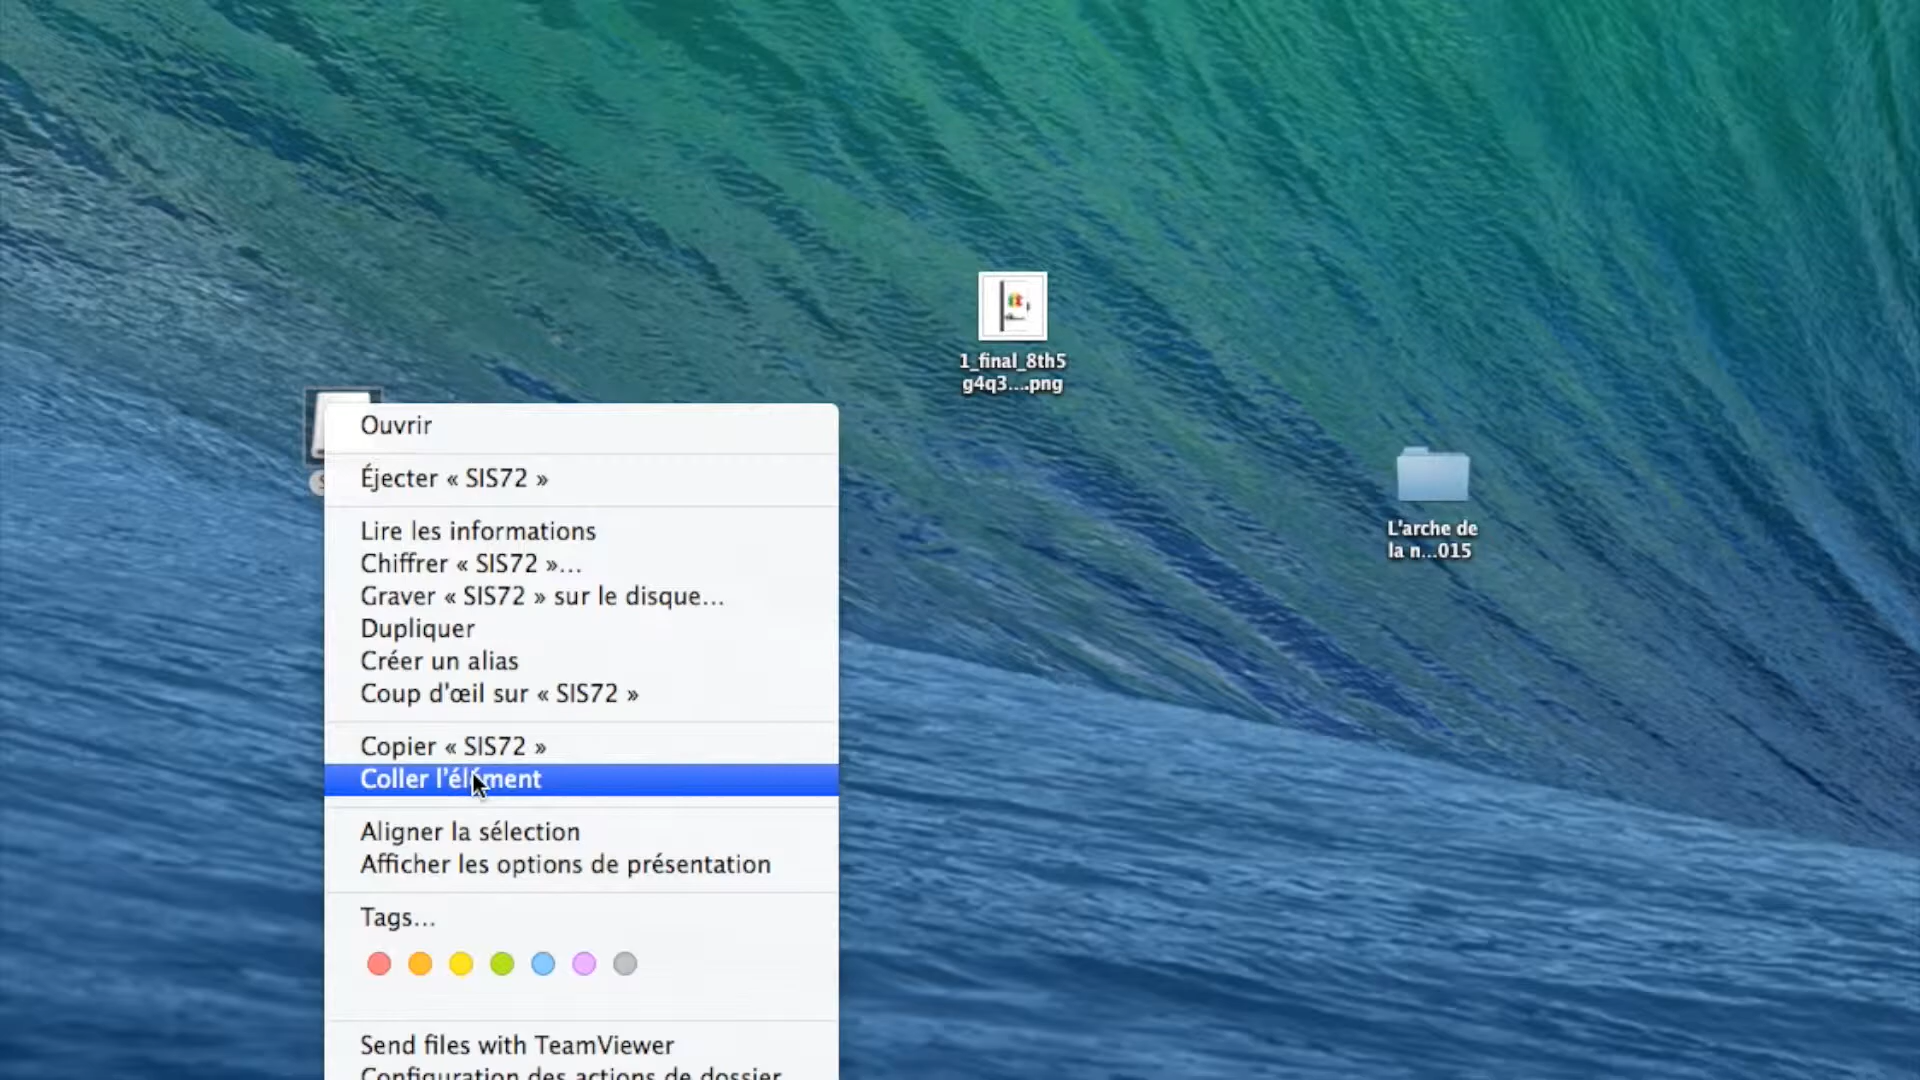 1_final_8th5
g4q3....png
L'arche de
la n...015
Ouvrir
Éjecter « SIS72 »
Lire les informations
Chiffrer « SIS72 »...
Graver « SIS72 » sur le disque...
Dupliquer
Créer un alias
Coup d'œil sur « SIS72 »
Copier « SIS72 »
Coller l'élément
Aligner la sélection
Afficher les options de présentation
Tags...
Send files with TeamViewer
Configuration des actions de dossier